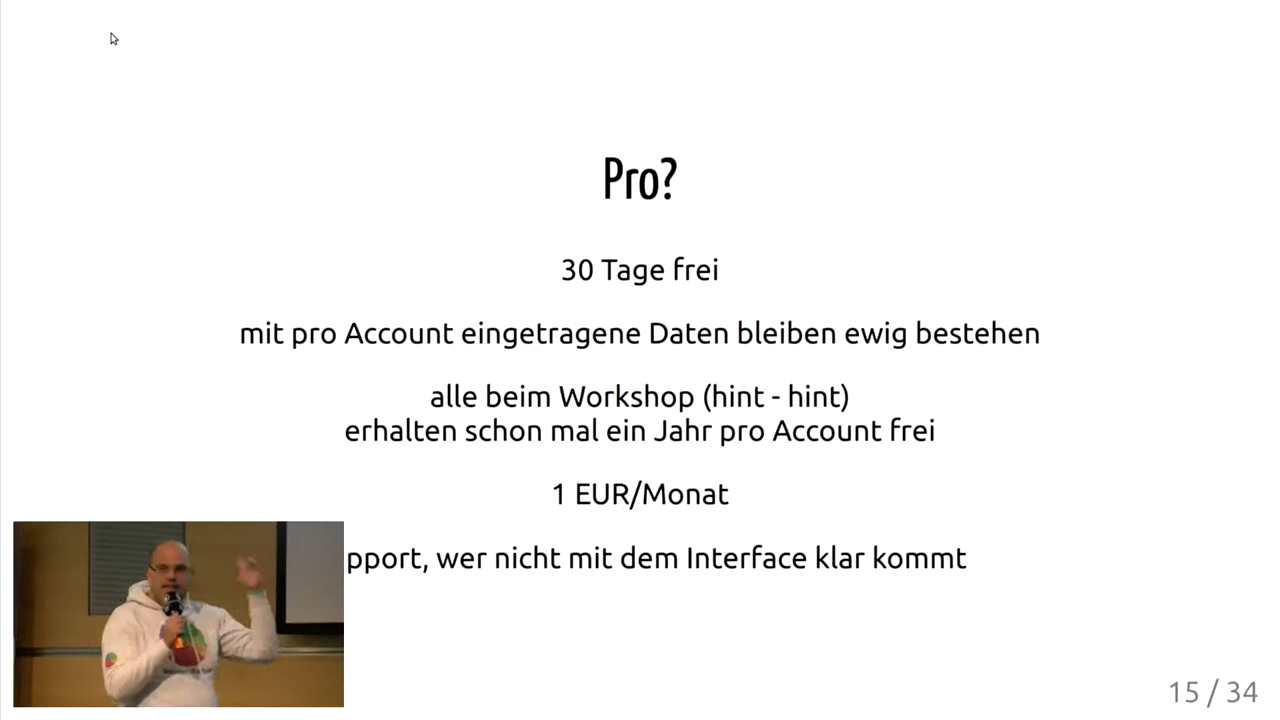 Pro?
30 Tage frei
mit pro Account eingetragene Daten bleiben ewig bestehen
alle beim Workshop (hint - hint)
erhalten schon mal ein Jahr pro Account frei
1 EUR/Monat
pport, wer nicht mit dem Interface klar kommt
15 / 34